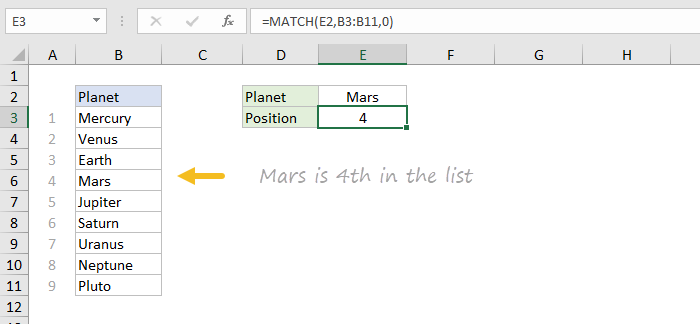 E3 fx =MATCH(E2,B3:B11,0)
A B C D E F G H
1
2 Planet Planet Mars
3 1 Mercury Position 4
4 2 Venus
5 3 Earth
6 4 Mars Mars is 4th in the list
7 5 Jupiter
8 6 Saturn
9 7 Uranus
10 8 Neptune
11 9 Pluto
12